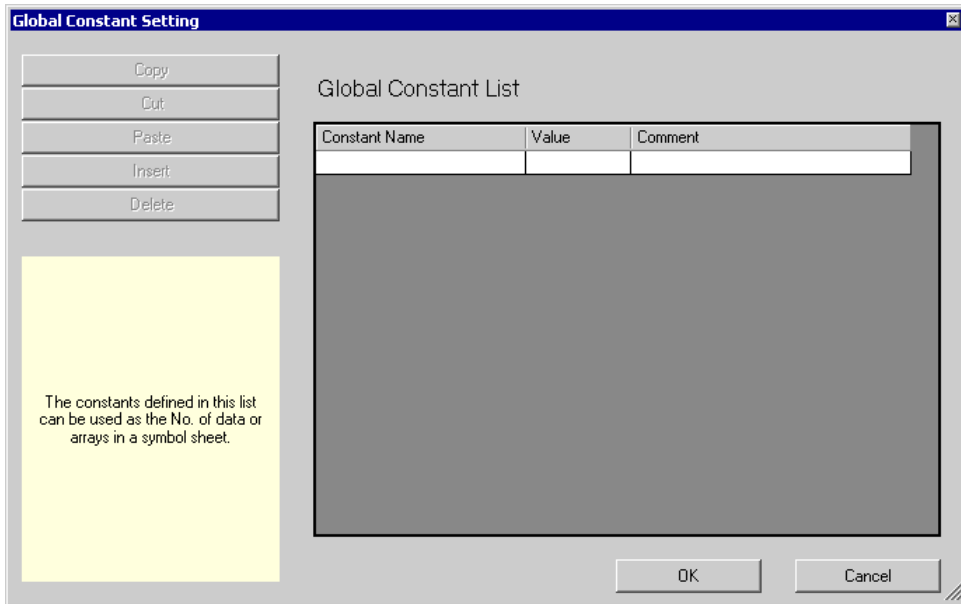 Global Constant Setting
Copy
Cut
Paste
Insert
Delete
The constants defined in this list
can be used as the No. of data or
arrays in a symbol sheet.
Global Constant List
Constant Name Value Comment
OK Cancel